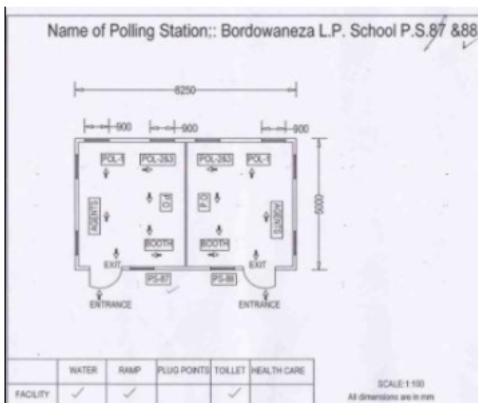 Name of Polling Station:: Bordowaneza L.P. School P.S.87 &88
8250
900 900 900
POL-1 POL-2&3 POL-2&3 POL-1
5000
AGENTS P.O P.O AGENTS
BOOTH BOOTH
EXIT EXIT
PS-87 PS-88
ENTRANCE ENTRANCE
WATER RAMP PLUG POINTS TOILLET HEALTH CARE
FACILITY ✓ ✓ ✓
SCALE:1:100
All dimensions are in mm